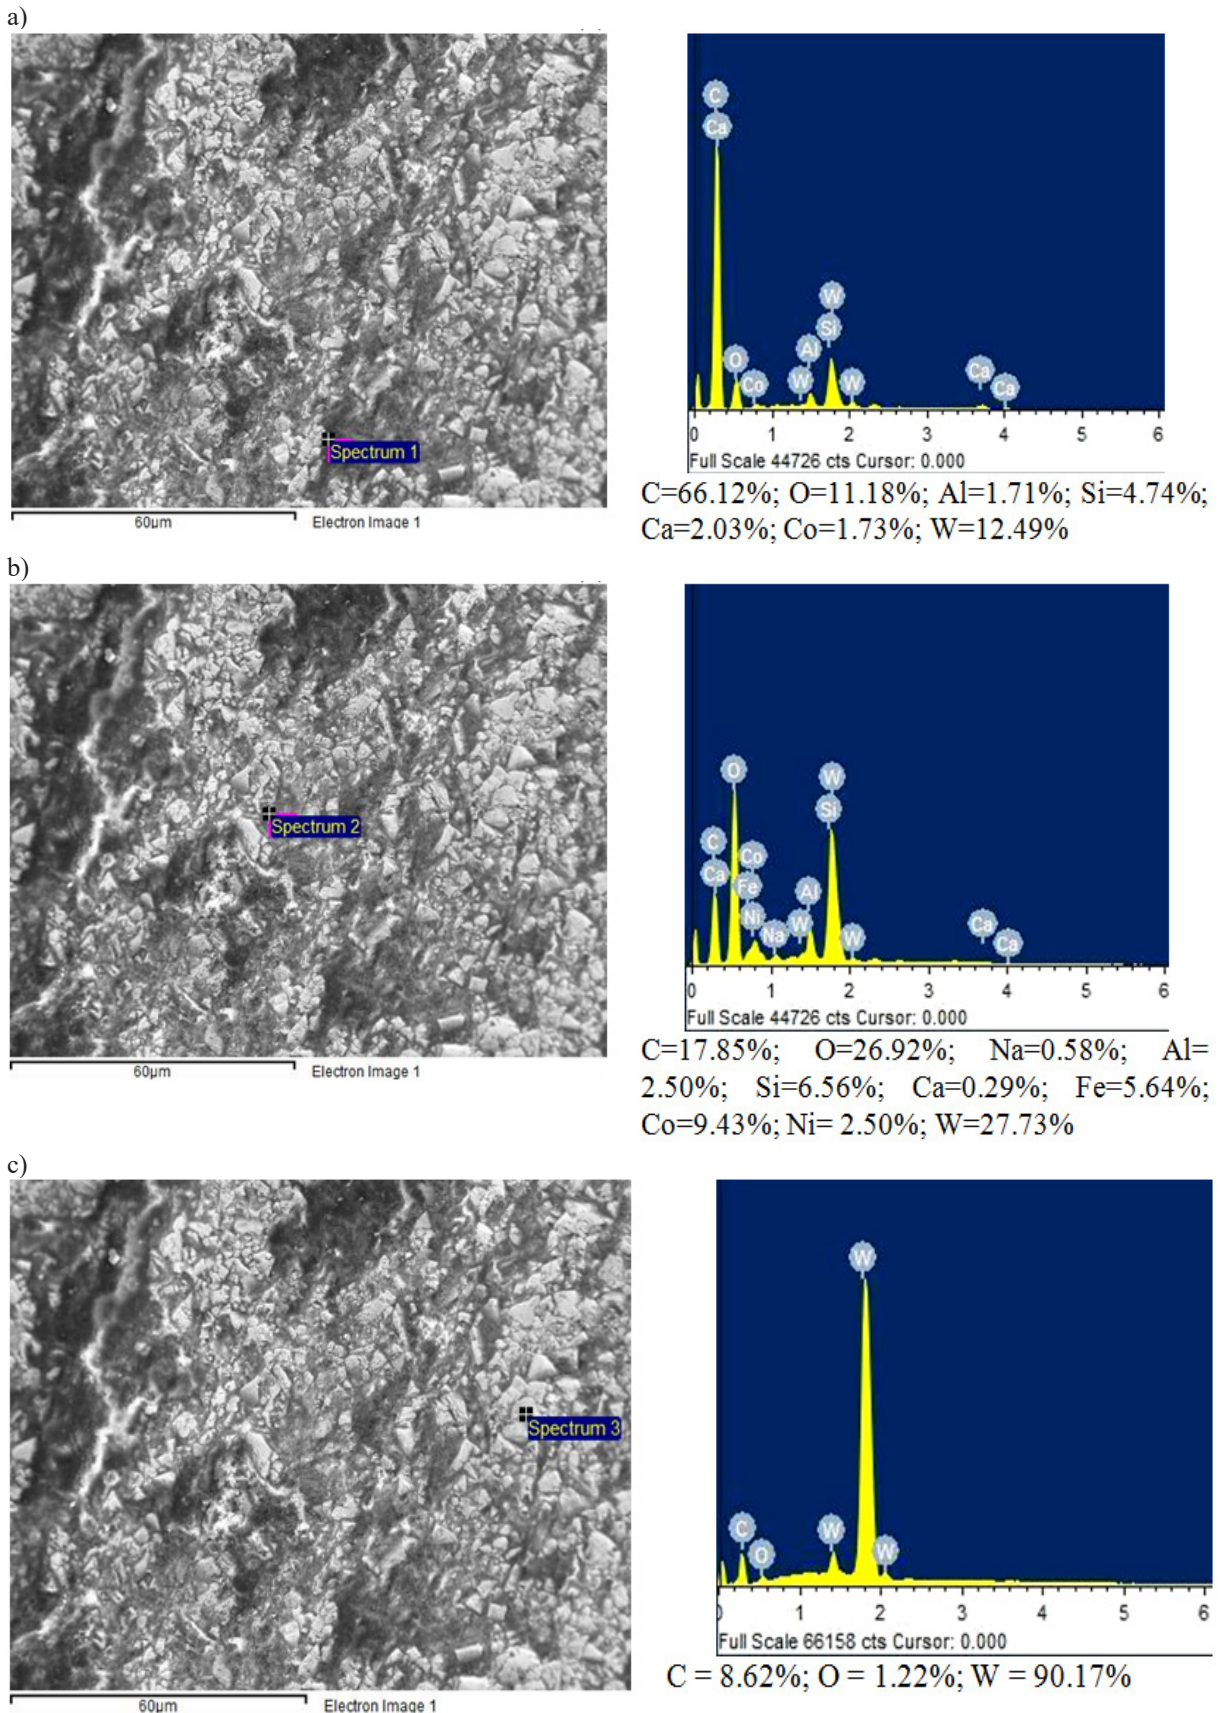 a)
C
Ca
W
Si
Al
O
Co
W
W
Ca
Ca
Spectrum 1
0 1 2 3 4 5 6
Full Scale 44726 cts Cursor: 0.000
60µm Electron Image 1
C=66.12%; O=11.18%; Al=1.71%; Si=4.74%;
Ca=2.03%; Co=1.73%; W=12.49%
b)
O
W
Si
C
Co
Ca
Fe
Al
Ni
W
Na
W
Ca
Ca
Spectrum 2
0 1 2 3 4 5 6
Full Scale 44726 cts Cursor: 0.000
60µm Electron Image 1
C=17.85%; O=26.92%; Na=0.58%; Al=
2.50%; Si=6.56%; Ca=0.29%; Fe=5.64%;
Co=9.43%; Ni= 2.50%; W=27.73%
c)
W
Spectrum 3
C
W
O
W
0 1 2 3 4 5 6
Full Scale 66158 cts Cursor: 0.000
60µm Electron Image 1
C = 8.62%; O = 1.22%; W = 90.17%